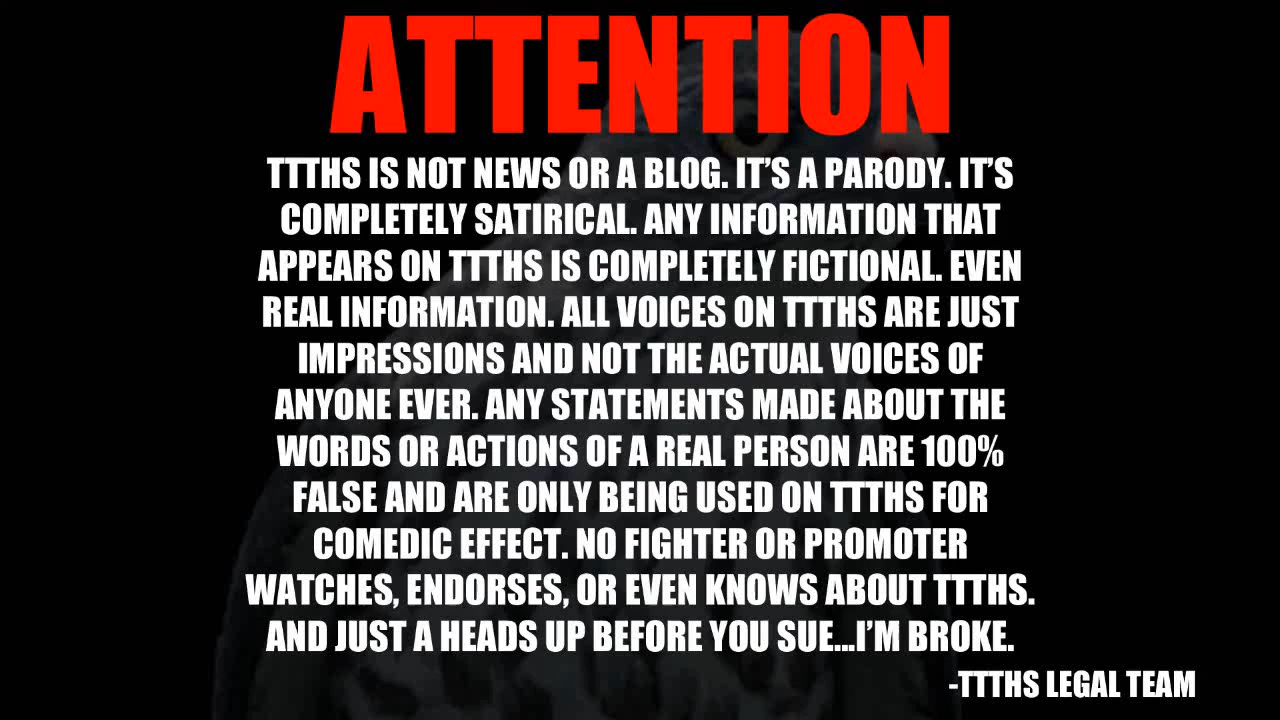 ATTENTION
TTTHS IS NOT NEWS OR A BLOG. IT'S A PARODY. IT'S
COMPLETELY SATIRICAL. ANY INFORMATION THAT
APPEARS ON TTTHS IS COMPLETELY FICTIONAL. EVEN
REAL INFORMATION. ALL VOICES ON TTTHS ARE JUST
IMPRESSIONS AND NOT THE ACTUAL VOICES OF
ANYONE EVER. ANY STATEMENTS MADE ABOUT THE
WORDS OR ACTIONS OF A REAL PERSON ARE 100%
FALSE AND ARE ONLY BEING USED ON TTTHS FOR
COMEDIC EFFECT. NO FIGHTER OR PROMOTER
WATCHES, ENDORSES, OR EVEN KNOWS ABOUT TTTHS.
AND JUST A HEADS UP BEFORE YOU SUE...I'M BROKE.
-TTTHS LEGAL TEAM